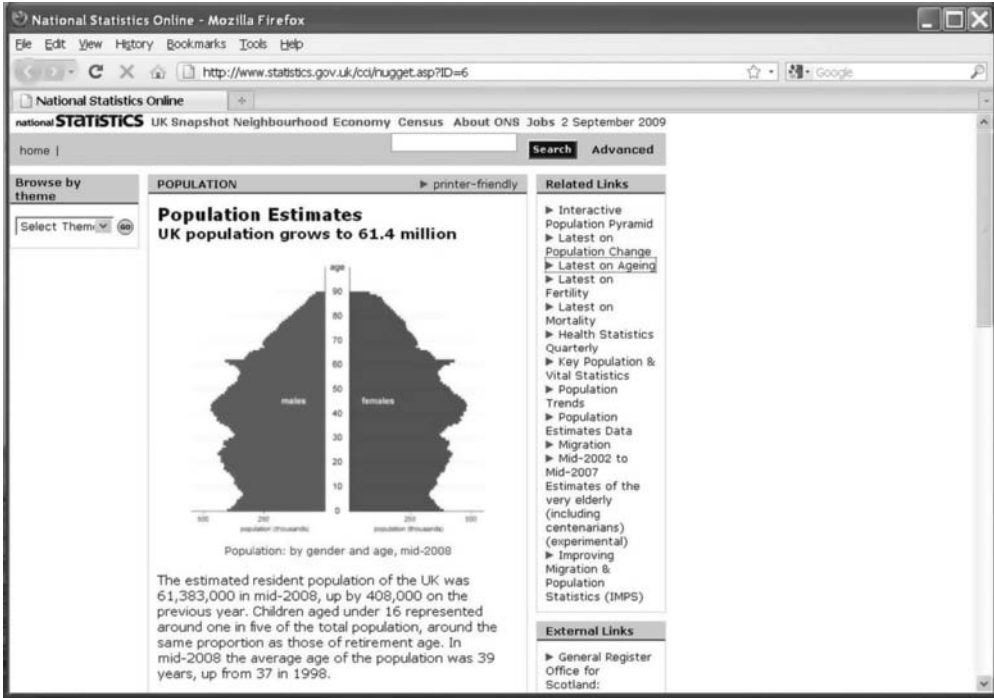 National Statistics Online - Mozilla Firefox
File Edit View History Bookmarks Tools Help
http://www.statistics.gov.uk/cci/nugget.asp?ID=6
Google
National Statistics Online
national STATISTICS UK Snapshot Neighbourhood Economy Census About ONS Jobs 2 September 2009
home |
Search Advanced
Browse by
theme
Select Them
GO
POPULATION
printer-friendly
Population Estimates
UK population grows to 61.4 million
age
90
80
70
60
50
males
females
40
30
20
10
0
500 250
250 500
population (thousands)
population (thousands)
Population: by gender and age, mid-2008
The estimated resident population of the UK was
61,383,000 in mid-2008, up by 408,000 on the
previous year. Children aged under 16 represented
around one in five of the total population, around the
same proportion as those of retirement age. In
mid-2008 the average age of the population was 39
years, up from 37 in 1998.
Related Links
Interactive
Population Pyramid
Latest on
Population Change
Latest on Ageing
Latest on
Fertility
Latest on
Mortality
Health Statistics
Quarterly
Key Population &
Vital Statistics
Population
Trends
Population
Estimates Data
Migration
Mid-2002 to
Mid-2007
Estimates of the
very elderly
(including
centenarians)
(experimental)
Improving
Migration &
Population
Statistics (IMPS)
External Links
General Register
Office for
Scotland: